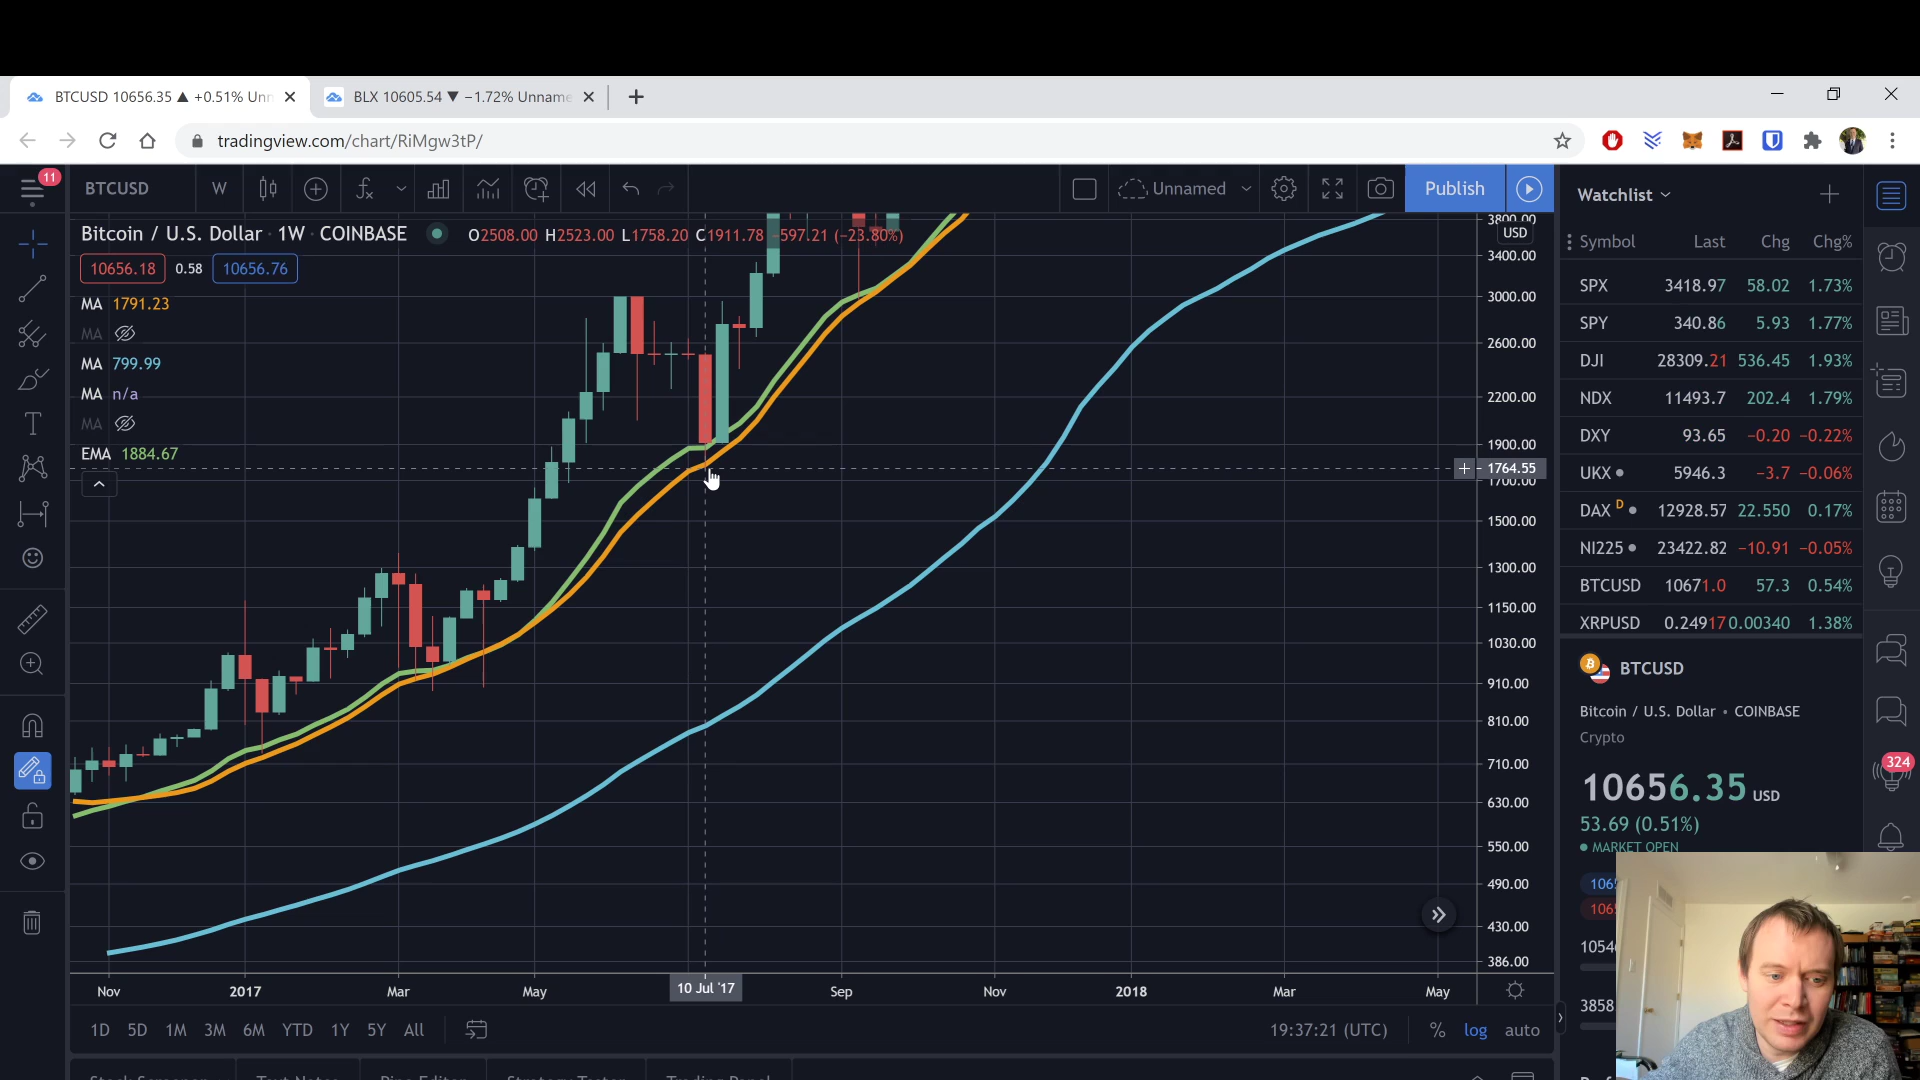 BTCUSD 10656.35 ▲ +0.51% Unn
BLX 10605.54 ▼ −1.72% Unname
tradingview.com/chart/RiMgw3tP/
11
BTCUSD
W
Unnamed
Publish
Bitcoin / U.S. Dollar · 1W · COINBASE
O2508.00 H2523.00 L1758.20 C1911.78 −597.21 (−23.80%)
10656.18 0.58 10656.76
MA 1791.23
MA
MA 799.99
MA n/a
MA
EMA 1884.67
3800.00
USD
3400.00
3000.00
2600.00
2200.00
1900.00
1764.55
1700.00
1500.00
1300.00
1150.00
1030.00
910.00
810.00
710.00
630.00
550.00
490.00
430.00
386.00
Nov 2017 Mar May 10 Jul '17 Sep Nov 2018 Mar May
1D 5D 1M 3M 6M YTD 1Y 5Y All
19:37:21 (UTC) % log auto
Watchlist
Symbol Last Chg Chg%
SPX 3418.97 58.02 1.73%
SPY 340.86 5.93 1.77%
DJI 28309.21 536.45 1.93%
NDX 11493.7 202.4 1.79%
DXY 93.65 −0.20 −0.22%
UKX 5946.3 −3.7 −0.06%
DAX D 12928.57 22.550 0.17%
NI225 23422.82 −10.91 −0.05%
BTCUSD 10671.0 57.3 0.54%
XRPUSD 0.24917 0.00340 1.38%
BTCUSD
Bitcoin / U.S. Dollar • COINBASE
Crypto
10656.35 USD
53.69 (0.51%)
MARKET OPEN
324
1065
1065
1054
3858